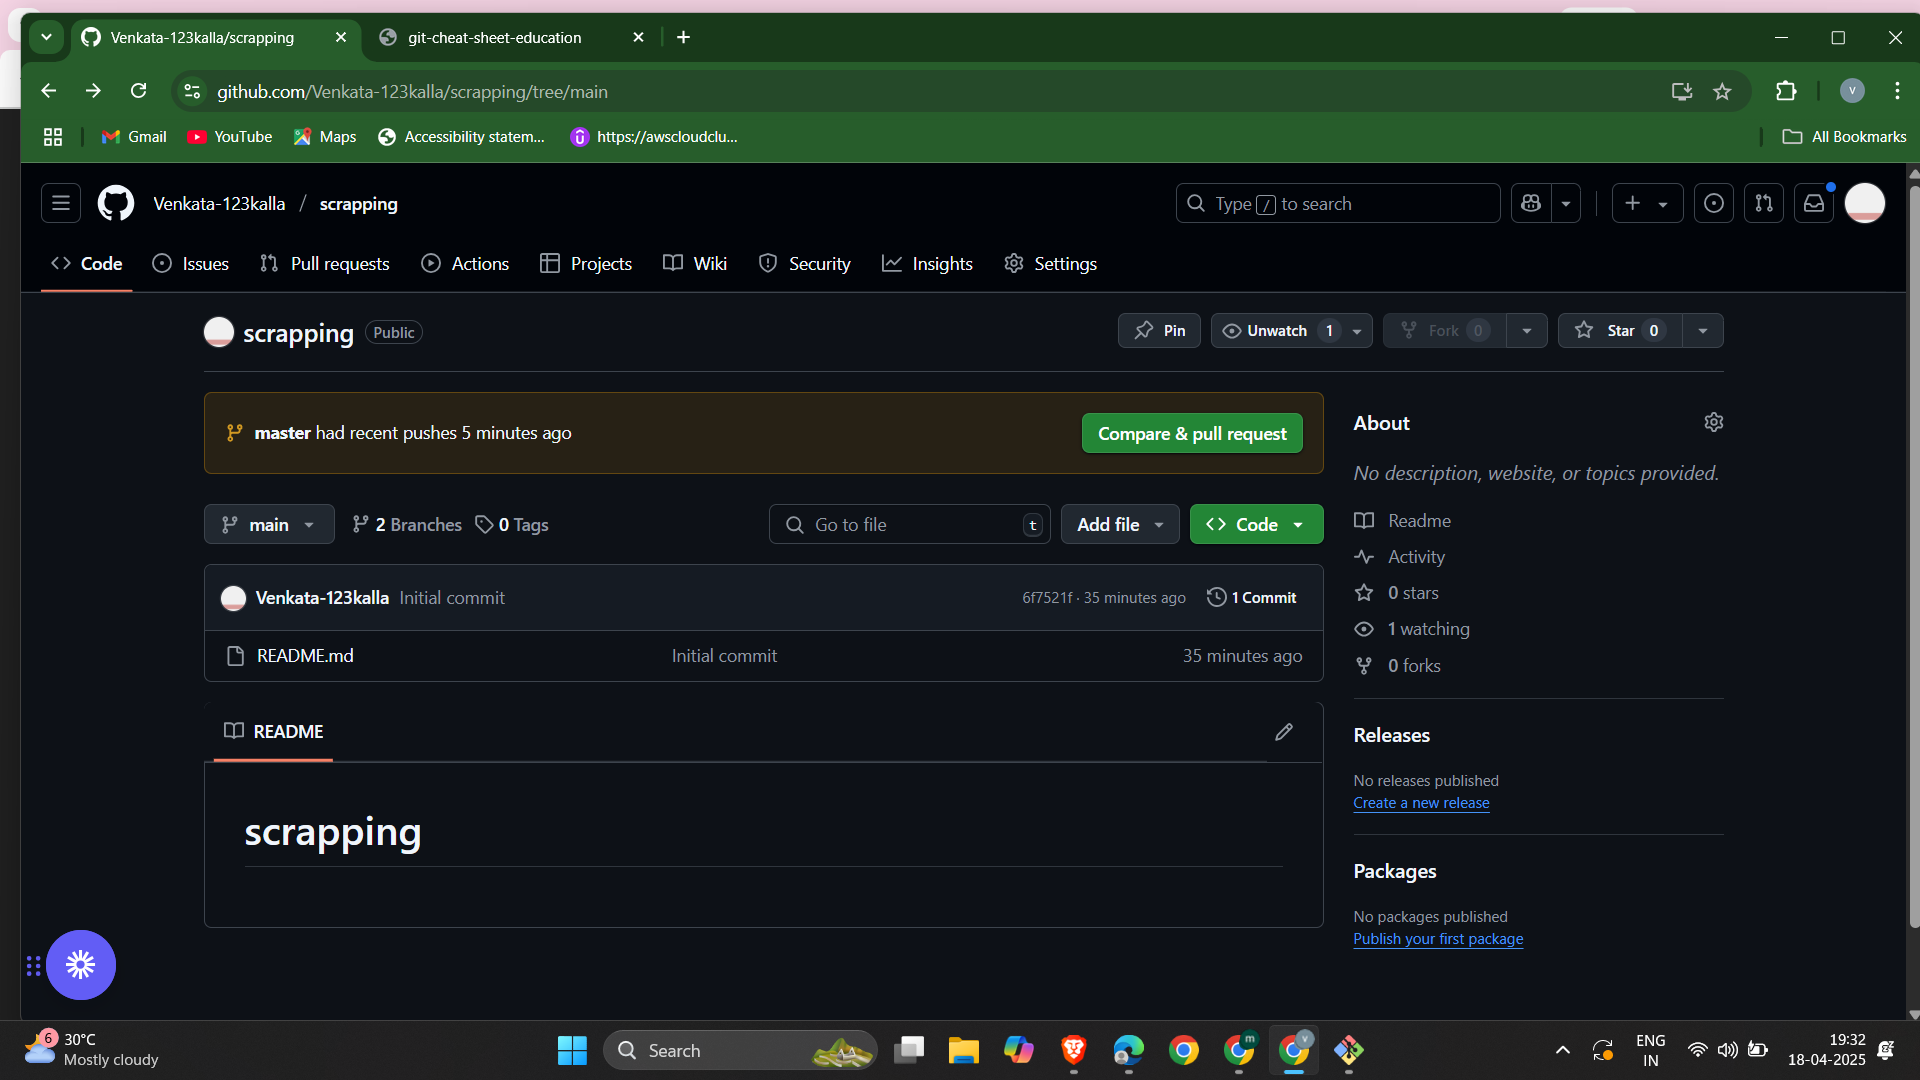 Venkata-123kalla/scrapping
git-cheat-sheet-education
github.com/Venkata-123kalla/scrapping/tree/main
V
Gmail
YouTube
Maps
Accessibility statem...
https://awscloudclu...
All Bookmarks
Venkata-123kalla / scrapping
Type / to search
Code
Issues
Pull requests
Actions
Projects
Wiki
Security
Insights
Settings
scrapping
Public
Pin
Unwatch 1
Fork 0
Star 0
master had recent pushes 5 minutes ago
Compare & pull request
main
2 Branches
0 Tags
Go to file
t
Add file
Code
Venkata-123kalla Initial commit
6f7521f · 35 minutes ago
1 Commit
README.md
Initial commit
35 minutes ago
README
scrapping
About
No description, website, or topics provided.
Readme
Activity
0 stars
1 watching
0 forks
Releases
No releases published
Create a new release
Packages
No packages published
Publish your first package
6
30°C
Mostly cloudy
Search
m
V
ENG
IN
19:32
18-04-2025